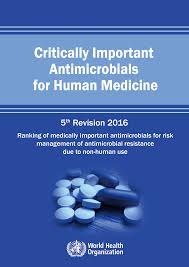 Critically Important
Antimicrobials
for Human Medicine
5th Revision 2016
Ranking of medically important antimicrobials for risk
management of antimicrobial resistance
due to non-human use
World Health
Organization